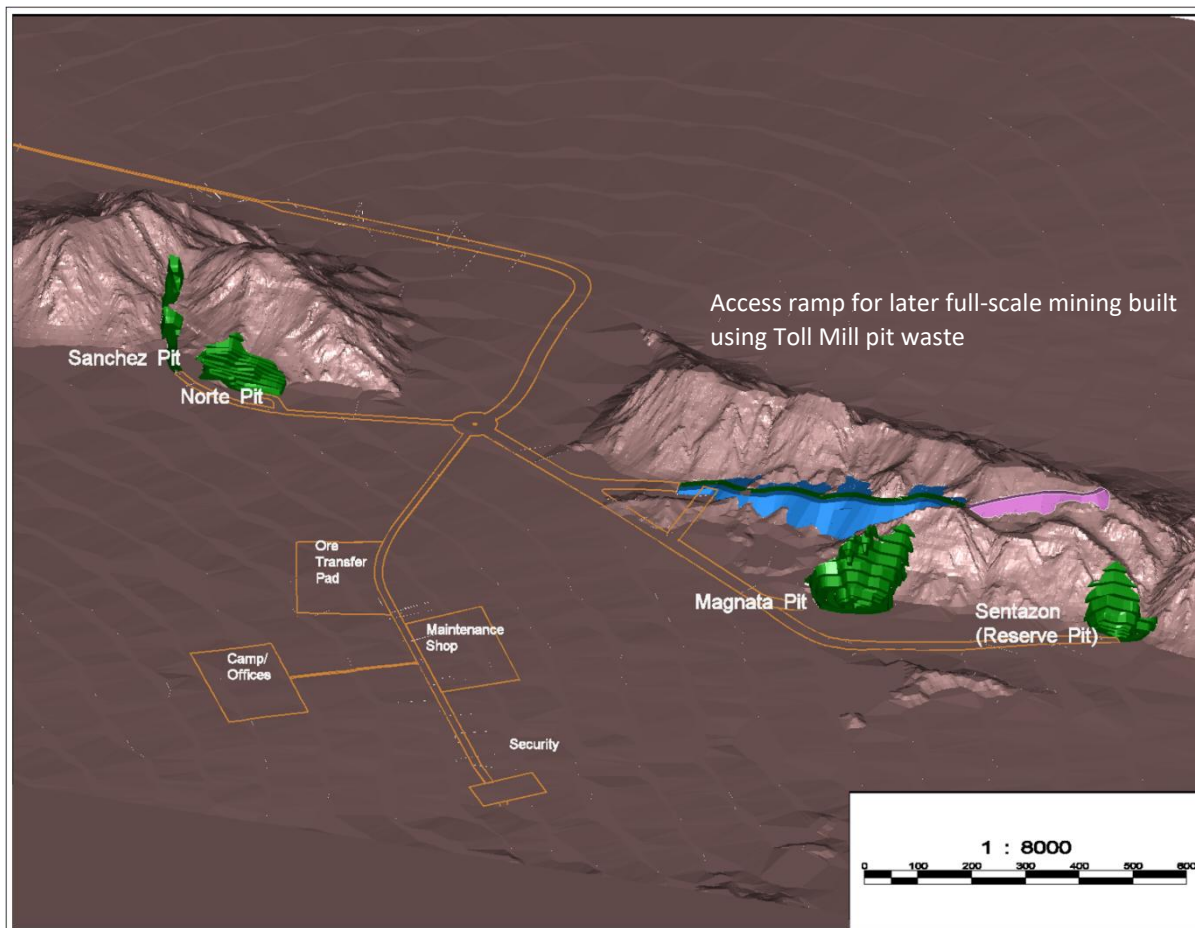 Access ramp for later full-scale mining built
using Toll Mill pit waste
Sanchez Pit
Norte Pit
Ore
Transfer
Pad
Magnata Pit
Sentazon
(Reserve Pit)
Maintenance
Shop
Camp/
Offices
Security
1 : 8000
0 100 200 300 400 500 600